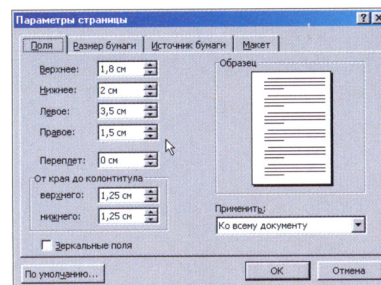 Параметры страницы
Поля
Размер бумаги
Источник бумаги
Макет
Верхнее: 1,8 см
Нижнее: 2 см
Левое: 3,5 см
Правое: 1,5 см
Переплет: 0 см
От края до колонтитула
верхнего: 1,25 см
нижнего: 1,25 см
Зеркальные поля
Образец
Применить:
Ко всему документу
По умолчанию...
ОК
Отмена